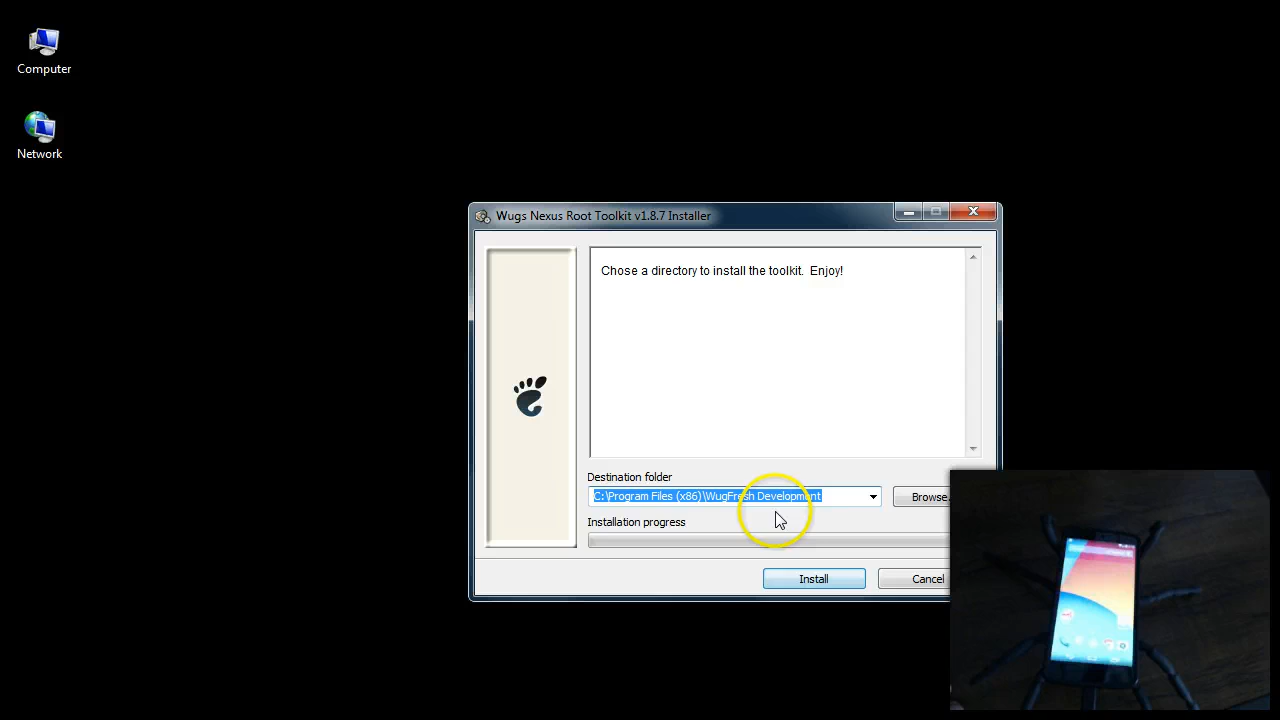 Computer
Network
Wugs Nexus Root Toolkit v1.8.7 Installer
Chose a directory to install the toolkit.  Enjoy!
Destination folder
C:\Program Files (x86)\WugFresh Development
Browse.
Installation progress
Install
Cancel